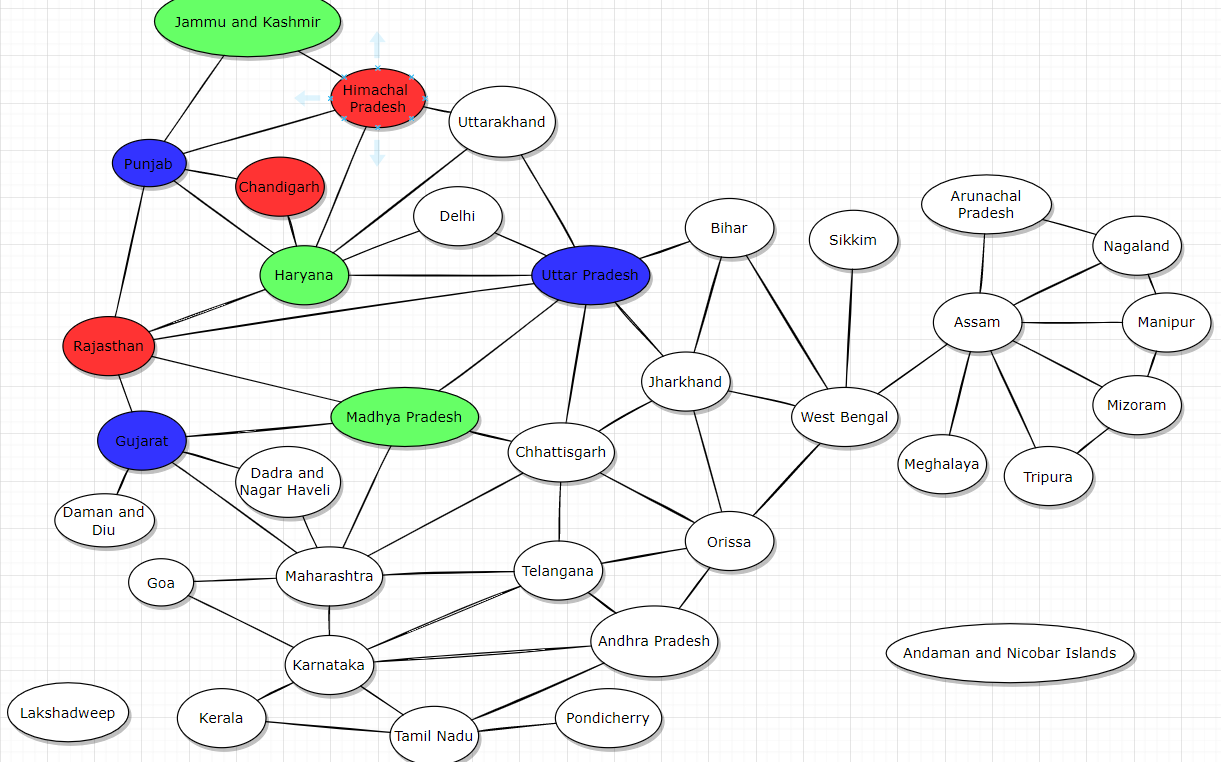 Jammu and Kashmir
Himachal
Pradesh
Uttarakhand
Punjab
Chandigarh
Delhi
Haryana
Uttar Pradesh
Bihar
Sikkim
Arunachal
Pradesh
Nagaland
Assam
Manipur
Rajasthan
Jharkhand
Mizoram
Madhya Pradesh
West Bengal
Gujarat
Chhattisgarh
Meghalaya
Tripura
Dadra and
Nagar Haveli
Daman and
Diu
Orissa
Goa
Maharashtra
Telangana
Andhra Pradesh
Andaman and Nicobar Islands
Karnataka
Lakshadweep
Kerala
Pondicherry
Tamil Nadu